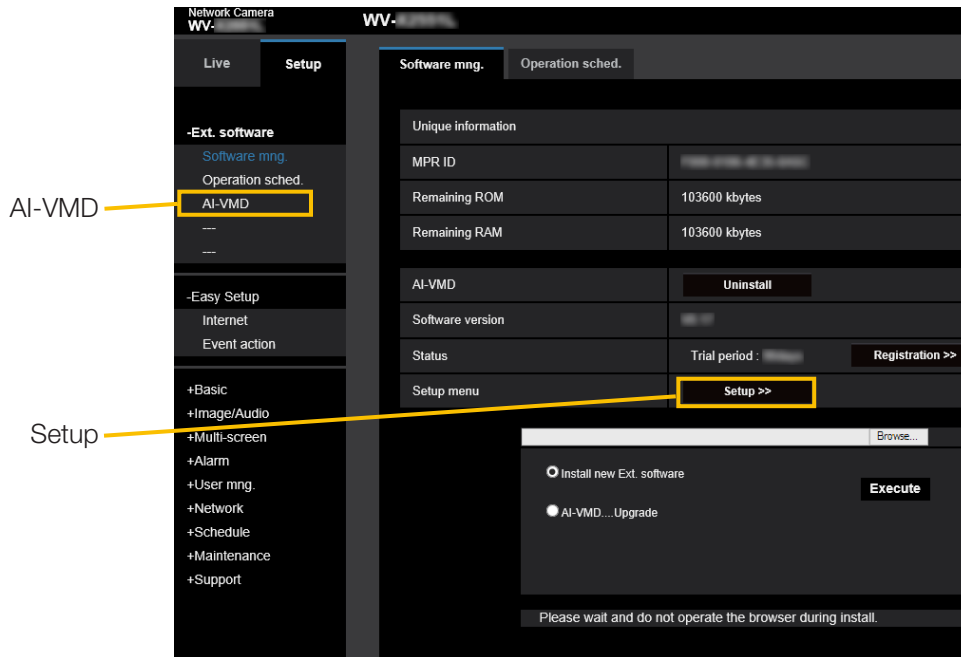 Network Camera
WV-
WV-
Live
Setup
Software mng.
Operation sched.
-Ext. software
Software mng.
Operation sched.
AI-VMD
---
---
-Easy Setup
Internet
Event action
+Basic
+Image/Audio
+Multi-screen
+Alarm
+User mng.
+Network
+Schedule
+Maintenance
+Support
AI-VMD
Setup
Unique information
MPR ID
Remaining ROM 103600 kbytes
Remaining RAM 103600 kbytes
AI-VMD Uninstall
Software version
Status Trial period : Registration >>
Setup menu Setup >>
Browse...
Install new Ext. software
Execute
AI-VMD....Upgrade
Please wait and do not operate the browser during install.